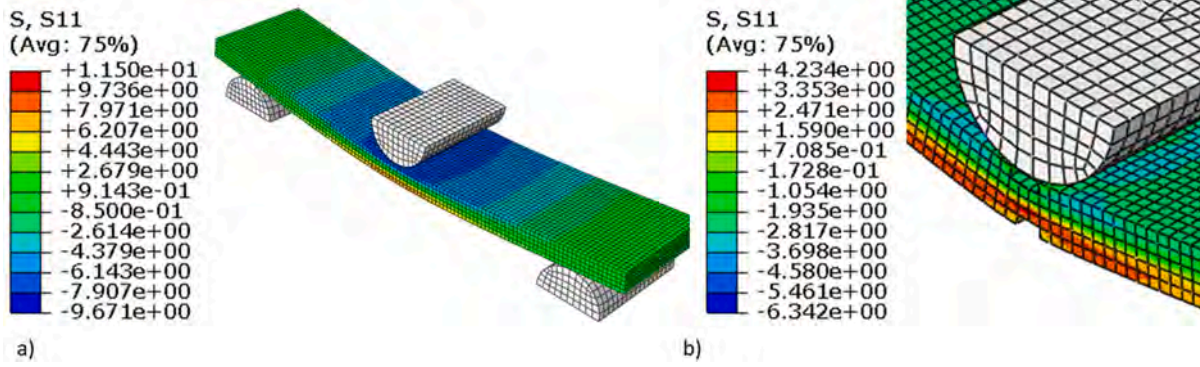 S, S11
(Avg: 75%)
+1.150e+01
+9.736e+00
+7.971e+00
+6.207e+00
+4.443e+00
+2.679e+00
+9.143e-01
-8.500e-01
-2.614e+00
-4.379e+00
-6.143e+00
-7.907e+00
-9.671e+00
a)
S, S11
(Avg: 75%)
+4.234e+00
+3.353e+00
+2.471e+00
+1.590e+00
+7.085e-01
-1.728e-01
-1.054e+00
-1.935e+00
-2.817e+00
-3.698e+00
-4.580e+00
-5.461e+00
-6.342e+00
b)